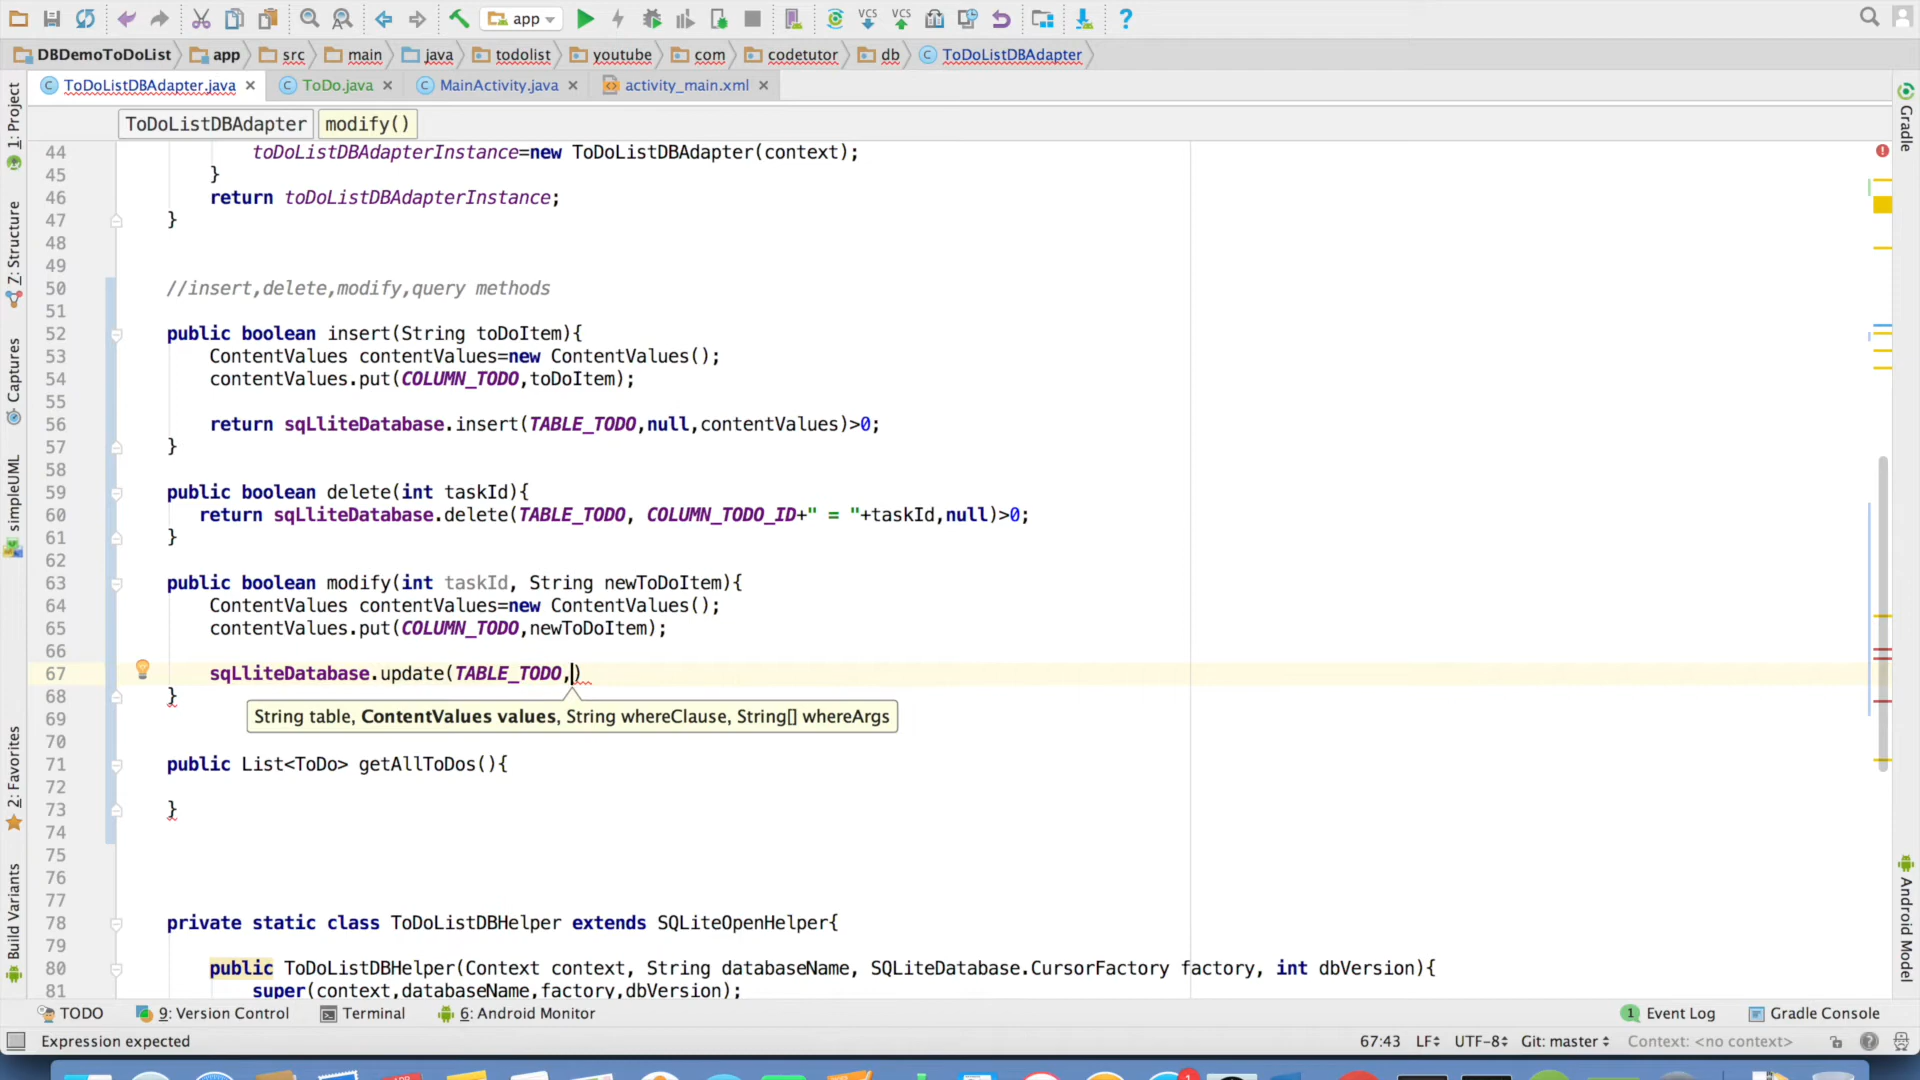 app
DBDemoToDoList app src main java todolist youtube com codetutor db ToDoListDBAdapter
ToDoListDBAdapter.java ToDo.java MainActivity.java activity_main.xml
ToDoListDBAdapter modify()
44 toDoListDBAdapterInstance=new ToDoListDBAdapter(context);
45 }
46 return toDoListDBAdapterInstance;
47 }
48
49
50 //insert,delete,modify,query methods
51
52 public boolean insert(String toDoItem){
53 ContentValues contentValues=new ContentValues();
54 contentValues.put(COLUMN_TODO,toDoItem);
55
56 return sqLliteDatabase.insert(TABLE_TODO,null,contentValues)>0;
57 }
58
59 public boolean delete(int taskId){
60 return sqLliteDatabase.delete(TABLE_TODO, COLUMN_TODO_ID+" = "+taskId,null)>0;
61 }
62
63 public boolean modify(int taskId, String newToDoItem){
64 ContentValues contentValues=new ContentValues();
65 contentValues.put(COLUMN_TODO,newToDoItem);
66
67 sqLliteDatabase.update(TABLE_TODO,)
68 }
String table, ContentValues values, String whereClause, String[] whereArgs
69
70
71 public List<ToDo> getAllToDos(){
72
73 }
74
75
76
77
78 private static class ToDoListDBHelper extends SQLiteOpenHelper{
79
80 public ToDoListDBHelper(Context context, String databaseName, SQLiteDatabase.CursorFactory factory, int dbVersion){
81 super(context,databaseName,factory,dbVersion);
1: Project
Z: Structure
Captures
simpleUML
2: Favorites
Build Variants
Gradle
Android Model
TODO 9: Version Control Terminal 6: Android Monitor 1 Event Log Gradle Console
Expression expected 67:43 LF UTF-8 Git: master Context: <no context>